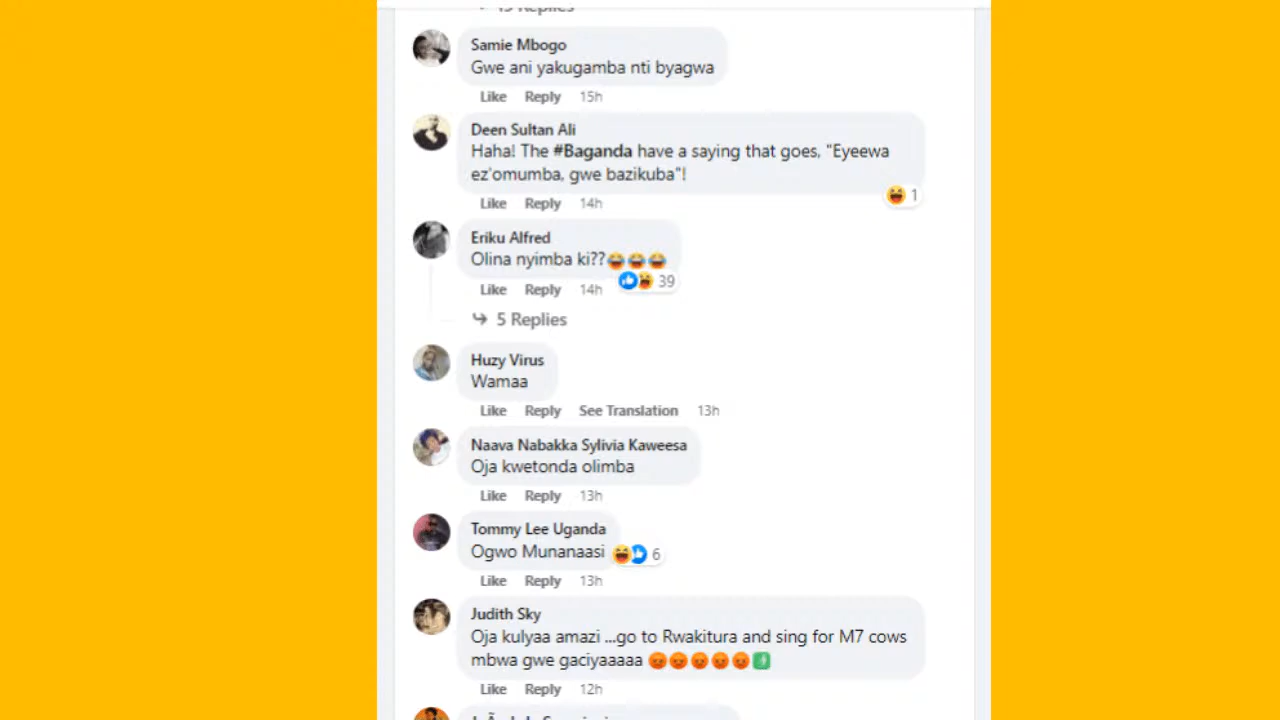 15 Replies
Samie Mbogo
Gwe ani yakugamba nti byagwa
Like Reply 15h
Deen Sultan Ali
Haha! The #Baganda have a saying that goes, "Eyeewa
ez'omumba, gwe bazikuba"!
1
Like Reply 14h
Eriku Alfred
Olina nyimba ki??😂😂😂
39
Like Reply 14h
5 Replies
Huzy Virus
Wamaa
Like Reply See Translation 13h
Naava Nabakka Sylivia Kaweesa
Oja kwetonda olimba
Like Reply 13h
Tommy Lee Uganda
Ogwo Munanaasi
6
Like Reply 13h
Judith Sky
Oja kulyaa amazi ...go to Rwakitura and sing for M7 cows
mbwa gwe gaciyaaaaa 😡😡😡😡😡
Like Reply 12h